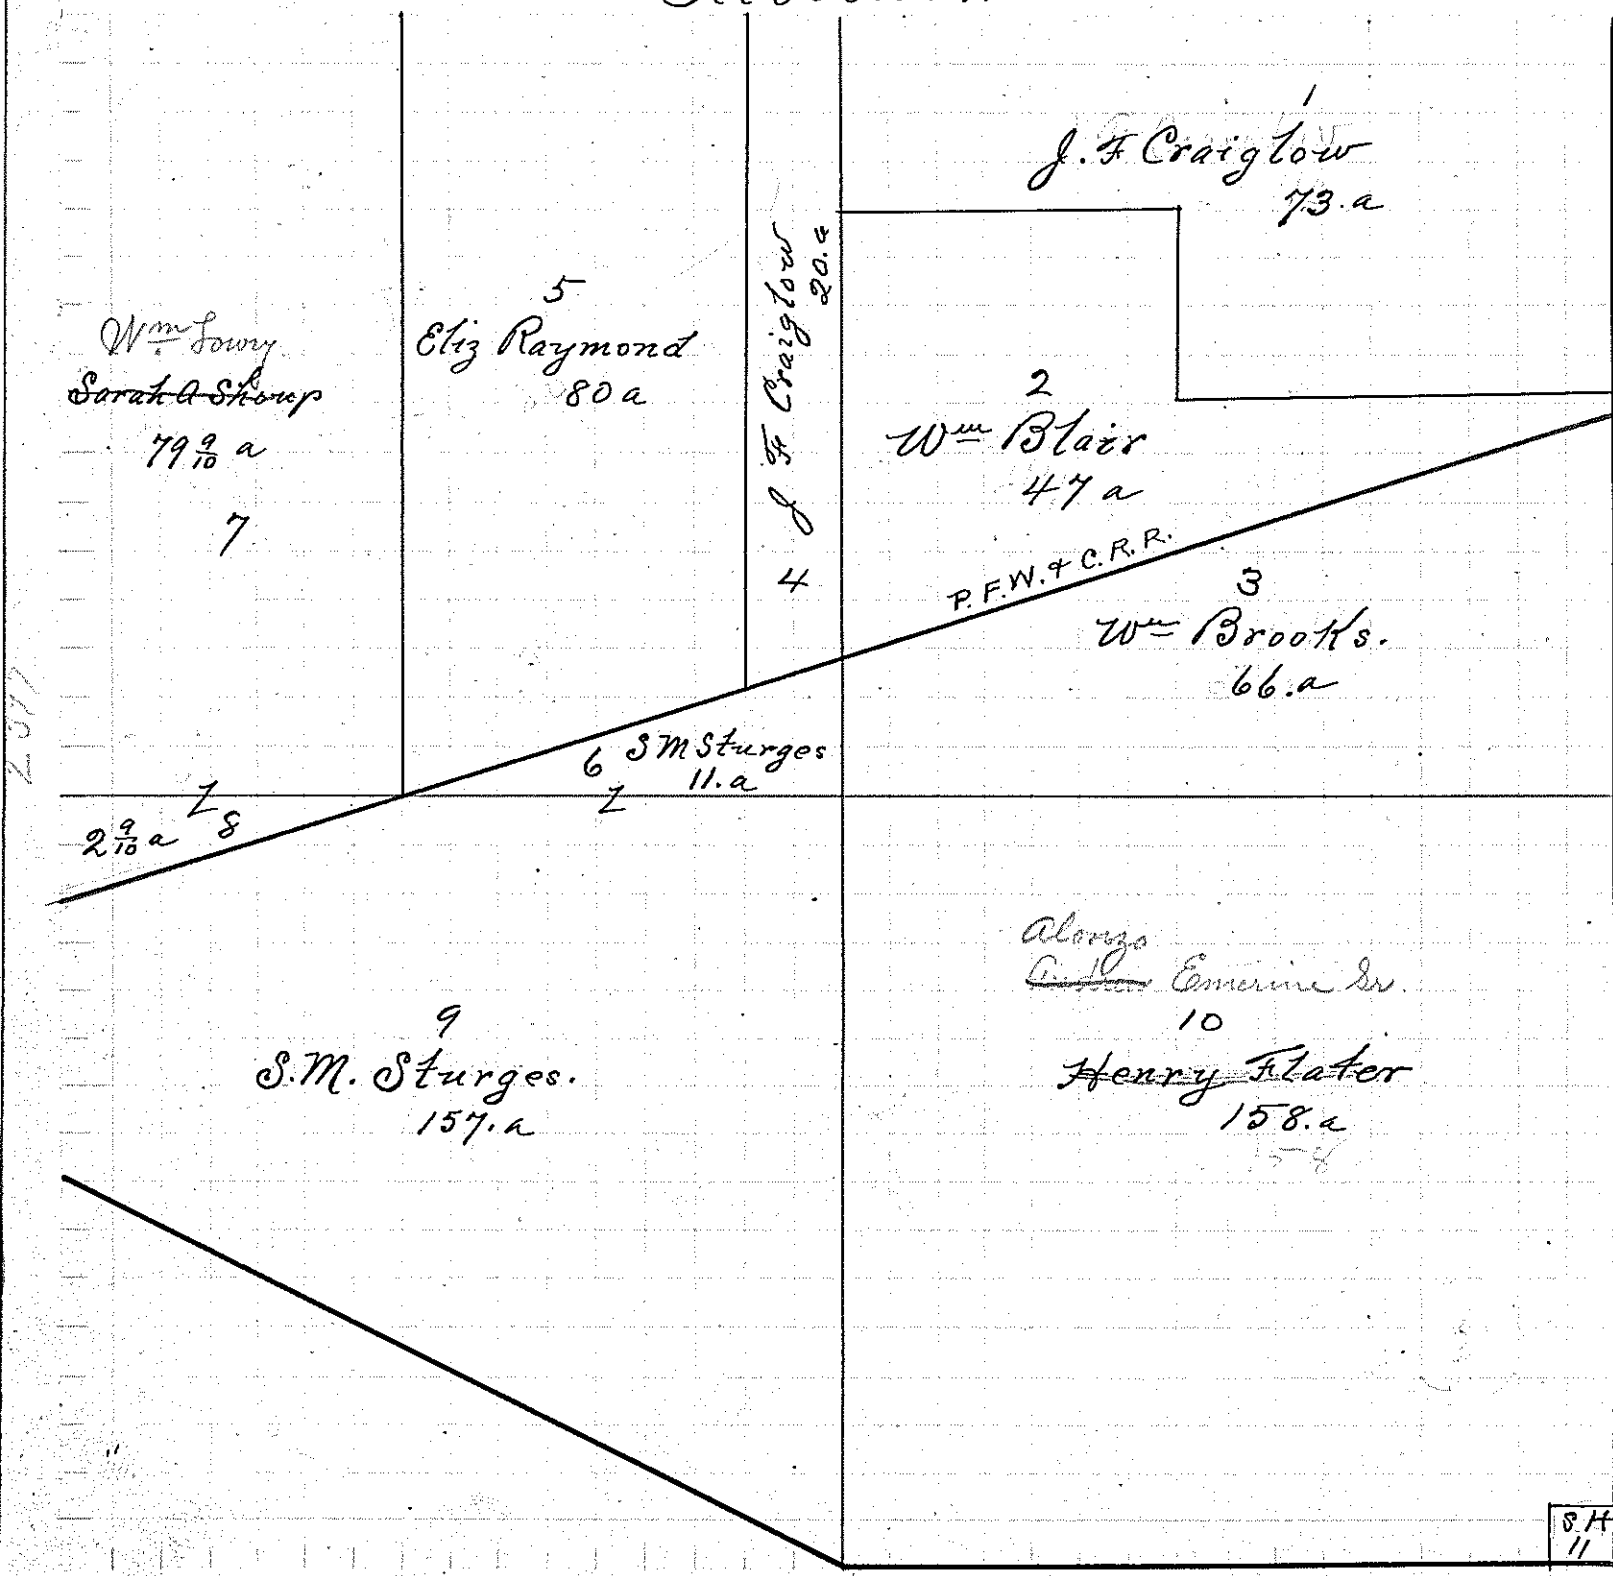 1
J. F Craiglow
73. a
5
Eliz Raymond
80 a
Wm Lowry
Sarah A Shoup
79 9/10 a
7
J F Craiglow
20. a
4
2
Wm Blair
47 a
P. F. W. & C. R. R.
3
Wm Brooks.
66. a
6 S M Sturges
11. a
Z
Z
2 9/10 a 8
9
S. M. Sturges.
157. a
Alonzo
Emerine Sr.
10
Henry Flater
158. a
58
S. H
11